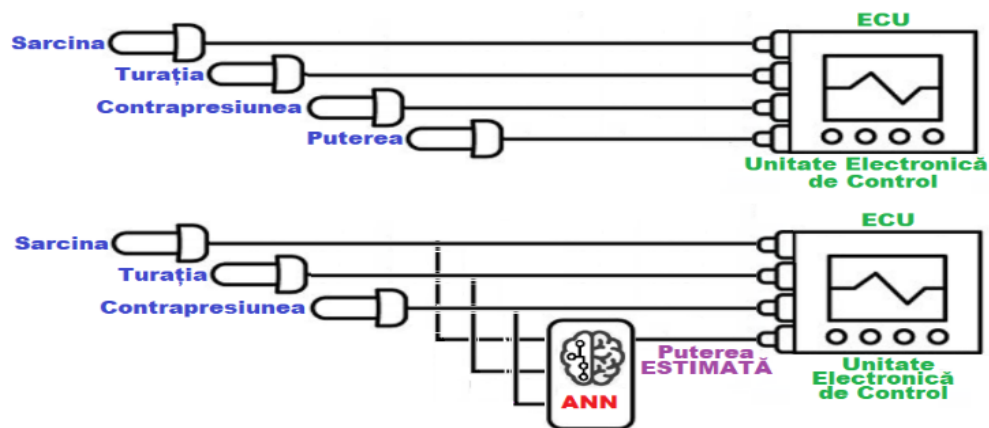 ECU
Sarcina
Turația
Contrapresiunea
Puterea
Unitate Electronică
de Control
ECU
Sarcina
Turația
Contrapresiunea
Puterea
ESTIMATĂ
ANN
Unitate
Electronică
de Control